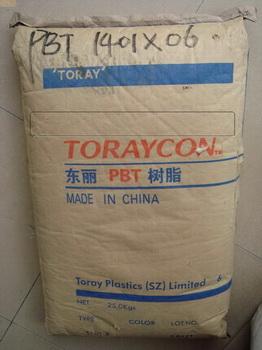 PBT 1401X06
'TORAY'
TORAYCON™
东丽 PBT 树脂
MADE IN CHINA
Toray Plastics (SZ) Limited &
NET 25.0Kgs
TYPE COLOR LOT NO.